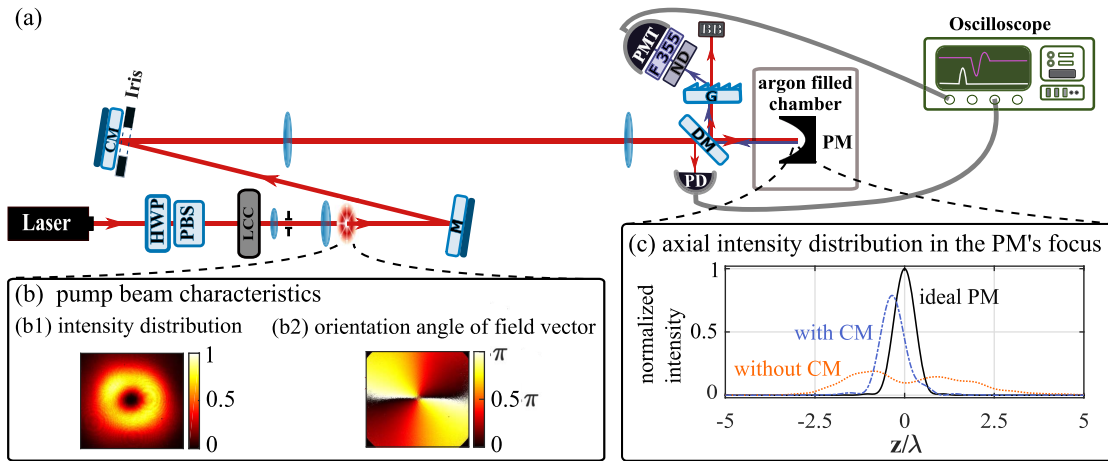 (a)
Oscilloscope
PMT
F 355
ND
BB
G
argon filled
chamber
DM
PM
PD
CM
Iris
Laser
HWP
PBS
LCC
M
(b) pump beam characteristics
(b1) intensity distribution
1
0.5
0
(b2) orientation angle of field vector
π
0.5 π
0
(c) axial intensity distribution in the PM's focus
normalized
intensity
1
0.5
0
ideal PM
with CM
without CM
-5
-2.5
0
2.5
5
z/λ